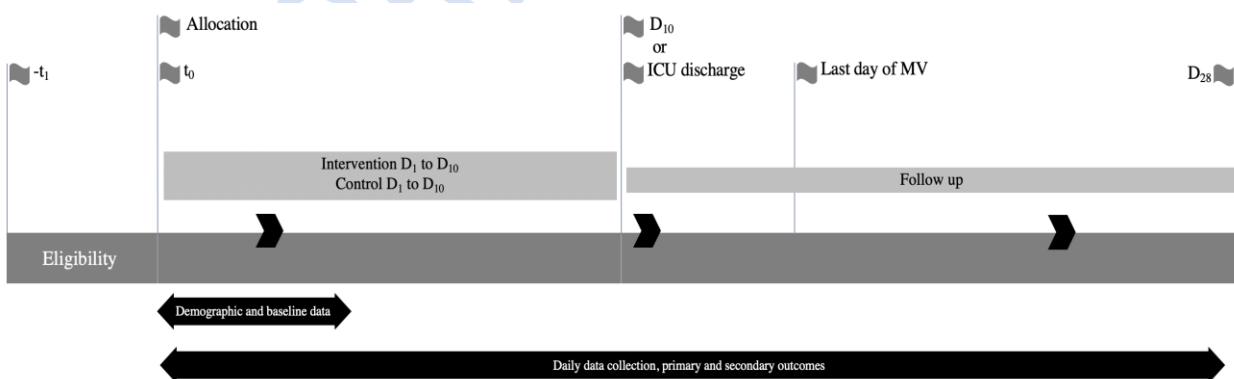 Allocation
D₁₀
or
-t₁
t₀
ICU discharge
Last day of MV
D₂₈
Intervention D₁ to D₁₀
Control D₁ to D₁₀
Follow up
Eligibility
Demographic and baseline data
Daily data collection, primary and secondary outcomes